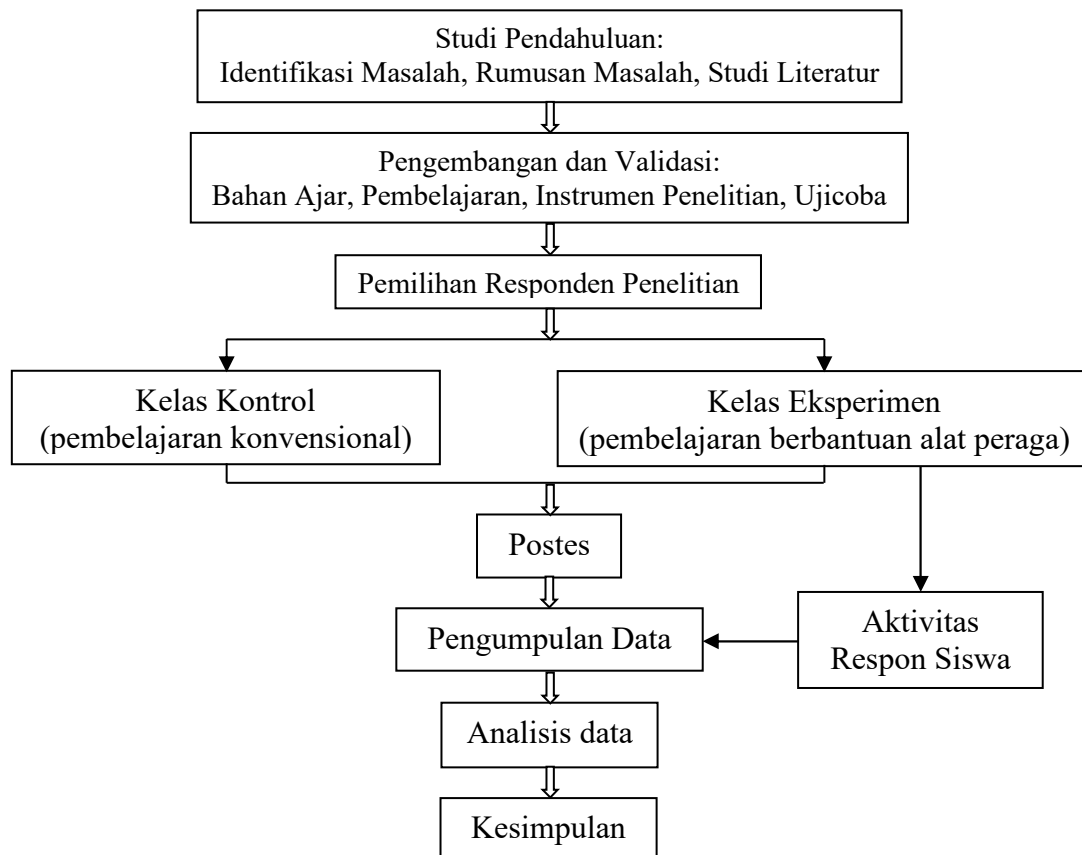 Studi Pendahuluan:
Identifikasi Masalah, Rumusan Masalah, Studi Literatur
Pengembangan dan Validasi:
Bahan Ajar, Pembelajaran, Instrumen Penelitian, Ujicoba
Pemilihan Responden Penelitian
Kelas Kontrol
(pembelajaran konvensional)
Kelas Eksperimen
(pembelajaran berbantuan alat peraga)
Postes
Pengumpulan Data
Aktivitas
Respon Siswa
Analisis data
Kesimpulan